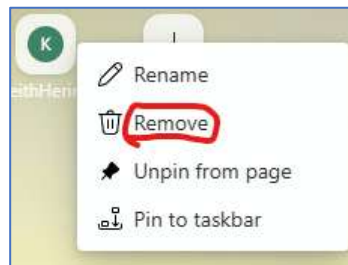 K
Rename
Remove
Unpin from page
Pin to taskbar